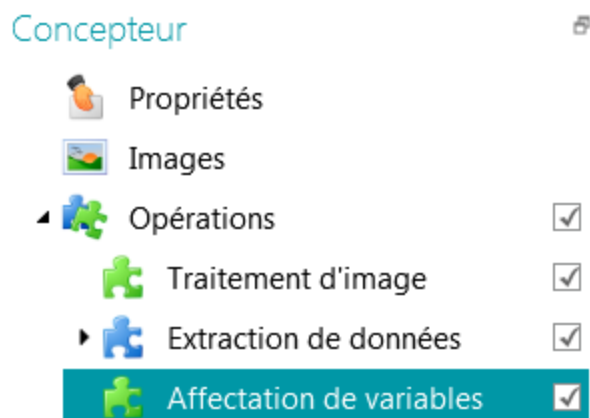 Concepteur
Propriétés
Images
Opérations
Traitement d'image
Extraction de données
Affectation de variables